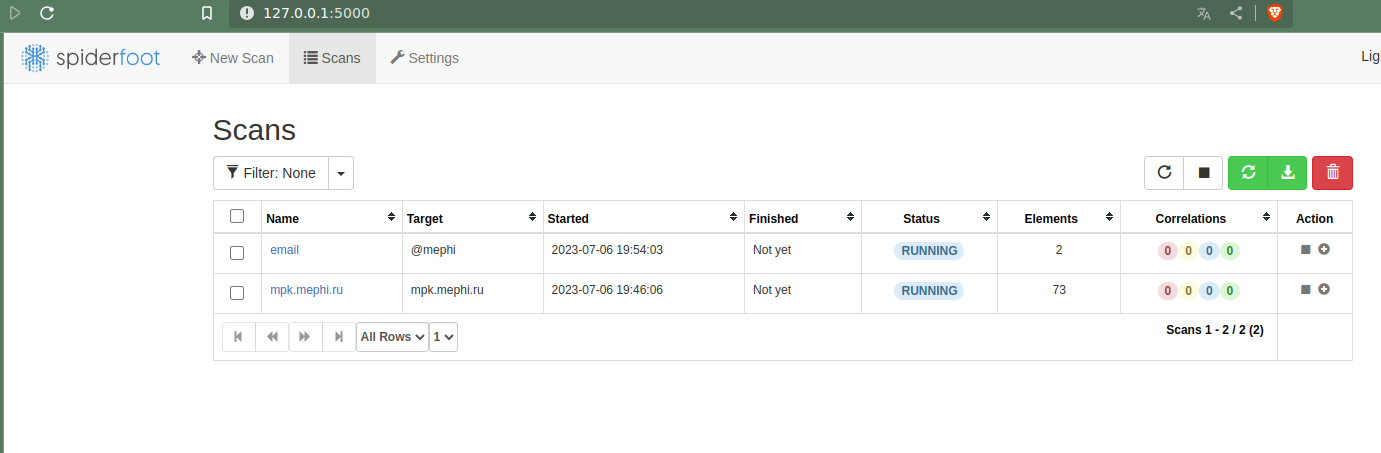 127.0.0.1:5000
spiderfoot New Scan Scans Settings Lig
Scans
Filter: None
Name Target Started Finished Status Elements Correlations Action
email @mephi 2023-07-06 19:54:03 Not yet RUNNING 2 0 0 0 0
mpk.mephi.ru mpk.mephi.ru 2023-07-06 19:46:06 Not yet RUNNING 73 0 0 0 0
All Rows 1 Scans 1 - 2 / 2 (2)